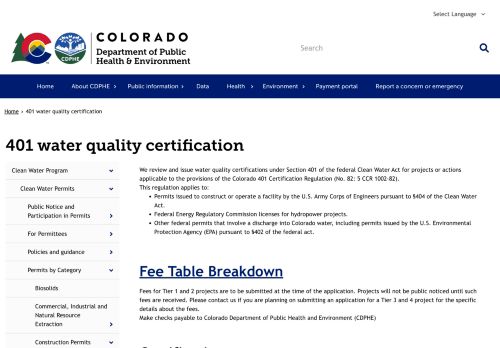 Select Language
COLORADO
Department of Public
Health & Environment
CDPHE
Search
Home
About CDPHE
Public information
Data
Health
Environment
Payment portal
Report a concern or emergency
Home › 401 water quality certification
401 water quality certification
Clean Water Program
Clean Water Permits
Public Notice and
Participation in Permits
For Permittees
Policies and guidance
Permits by Category
Biosolids
Commercial, Industrial and
Natural Resource
Extraction
Construction Permits
We review and issue water quality certifications under Section 401 of the federal Clean Water Act for projects or actions
applicable to the provisions of the Colorado 401 Certification Regulation (No. 82: 5 CCR 1002-82).
This regulation applies to:
• Permits issued to construct or operate a facility by the U.S. Army Corps of Engineers pursuant to §404 of the Clean Water
Act.
• Federal Energy Regulatory Commission licenses for hydropower projects.
• Other federal permits that involve a discharge into Colorado water, including permits issued by the U.S. Environmental
Protection Agency (EPA) pursuant to §402 of the federal act.
Fee Table Breakdown
Fees for Tier 1 and 2 projects are to be submitted at the time of the application. Projects will not be public noticed until such
fees are received. Please contact us if you are planning on submitting an application for a Tier 3 and 4 project for the specific
details about the fees.
Make checks payable to Colorado Department of Public Health and Environment (CDPHE)